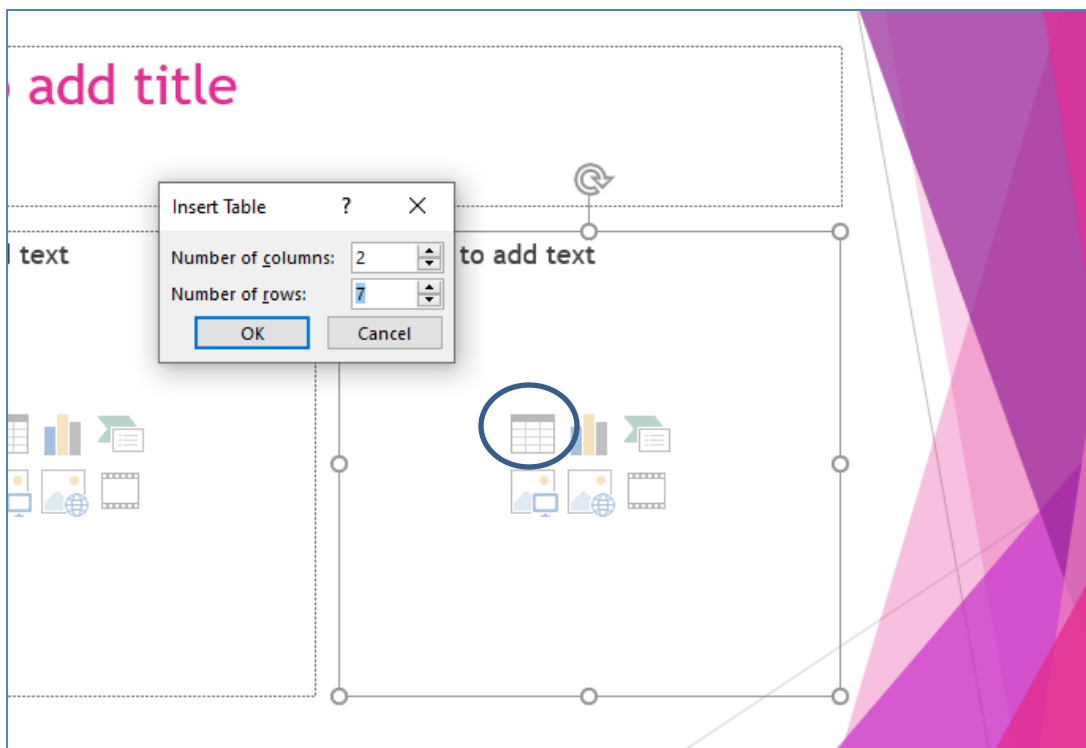 add title
Insert Table ?
text
to add text
Number of columns: 2
Number of rows: 7
OK Cancel